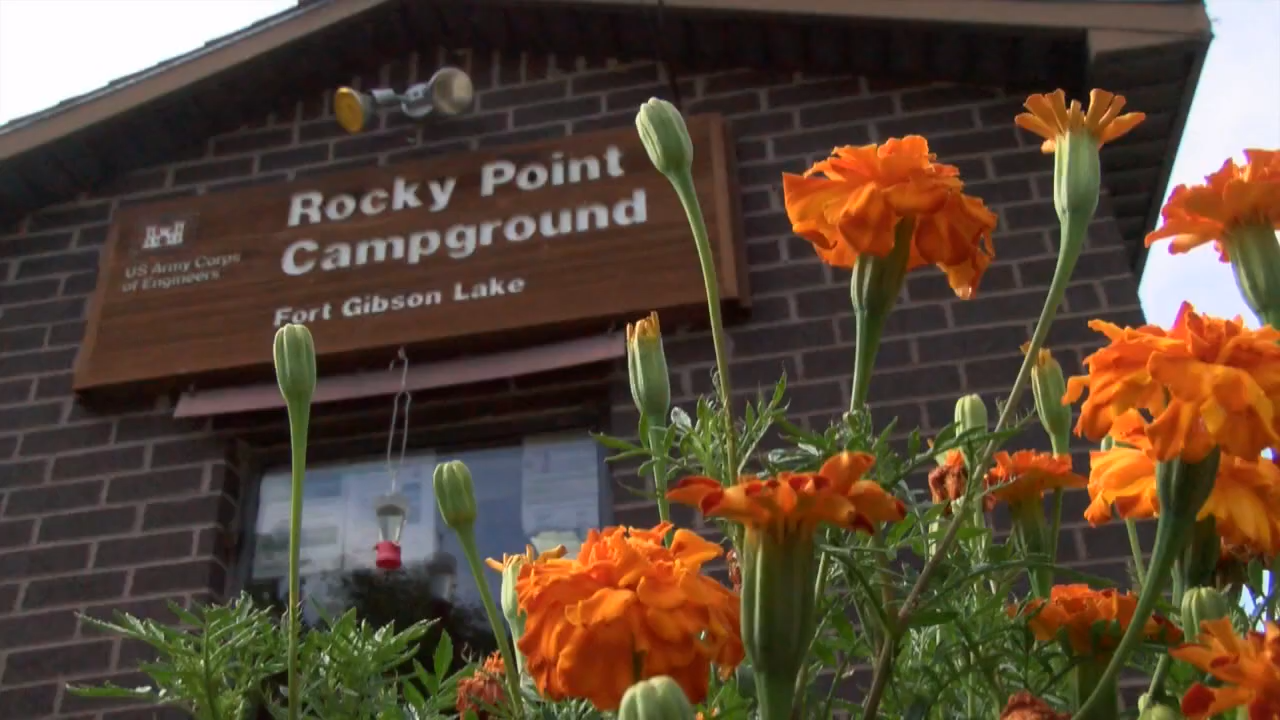 Rocky Point
Campground
US Army Corps
of Engineers
Fort Gibson Lake